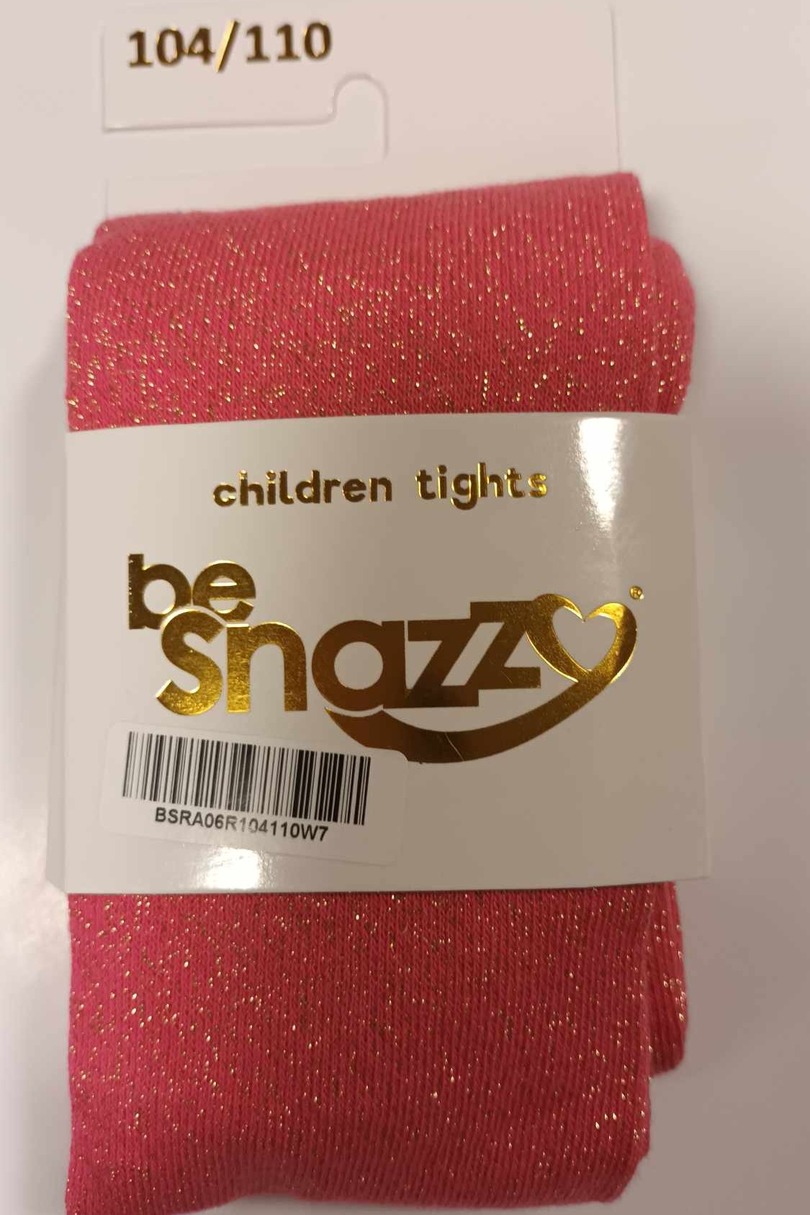 104/110
children tights
be
snazzy®
BSRA06R104110W7